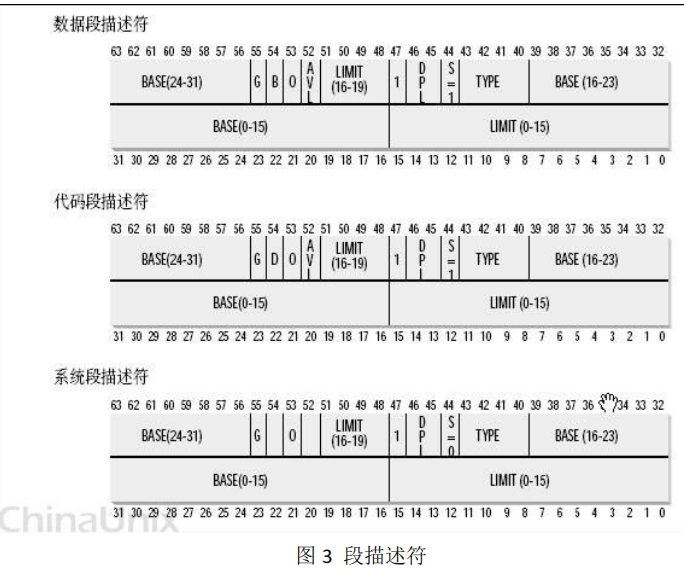 数据段描述符
63 62 61 60 59 58 57 56 55 54 53 52 51 50 49 48 47 46 45 44 43 42 41 40 39 38 37 36 35 34 33 32
BASE(24-31) G B 0 AVL LIMIT (16-19) 1 DPL S=1 TYPE BASE (16-23)
BASE(0-15) LIMIT (0-15)
31 30 29 28 27 26 25 24 23 22 21 20 19 18 17 16 15 14 13 12 11 10 9 8 7 6 5 4 3 2 1 0
代码段描述符
63 62 61 60 59 58 57 56 55 54 53 52 51 50 49 48 47 46 45 44 43 42 41 40 39 38 37 36 35 34 33 32
BASE(24-31) G D 0 AVL LIMIT (16-19) 1 DPL S=1 TYPE BASE (16-23)
BASE(0-15) LIMIT (0-15)
31 30 29 28 27 26 25 24 23 22 21 20 19 18 17 16 15 14 13 12 11 10 9 8 7 6 5 4 3 2 1 0
系统段描述符
63 62 61 60 59 58 57 56 55 54 53 52 51 50 49 48 47 46 45 44 43 42 41 40 39 38 37 36 34 33 32
BASE(24-31) G 0 LIMIT (16-19) 1 DPL S=0 TYPE BASE (16-23)
BASE(0-15) LIMIT (0-15)
31 30 29 28 27 26 25 24 23 22 21 20 19 18 17 16 15 14 13 12 11 10 9 8 7 6 5 4 3 2 1 0
ChinaUnix
图 3 段描述符